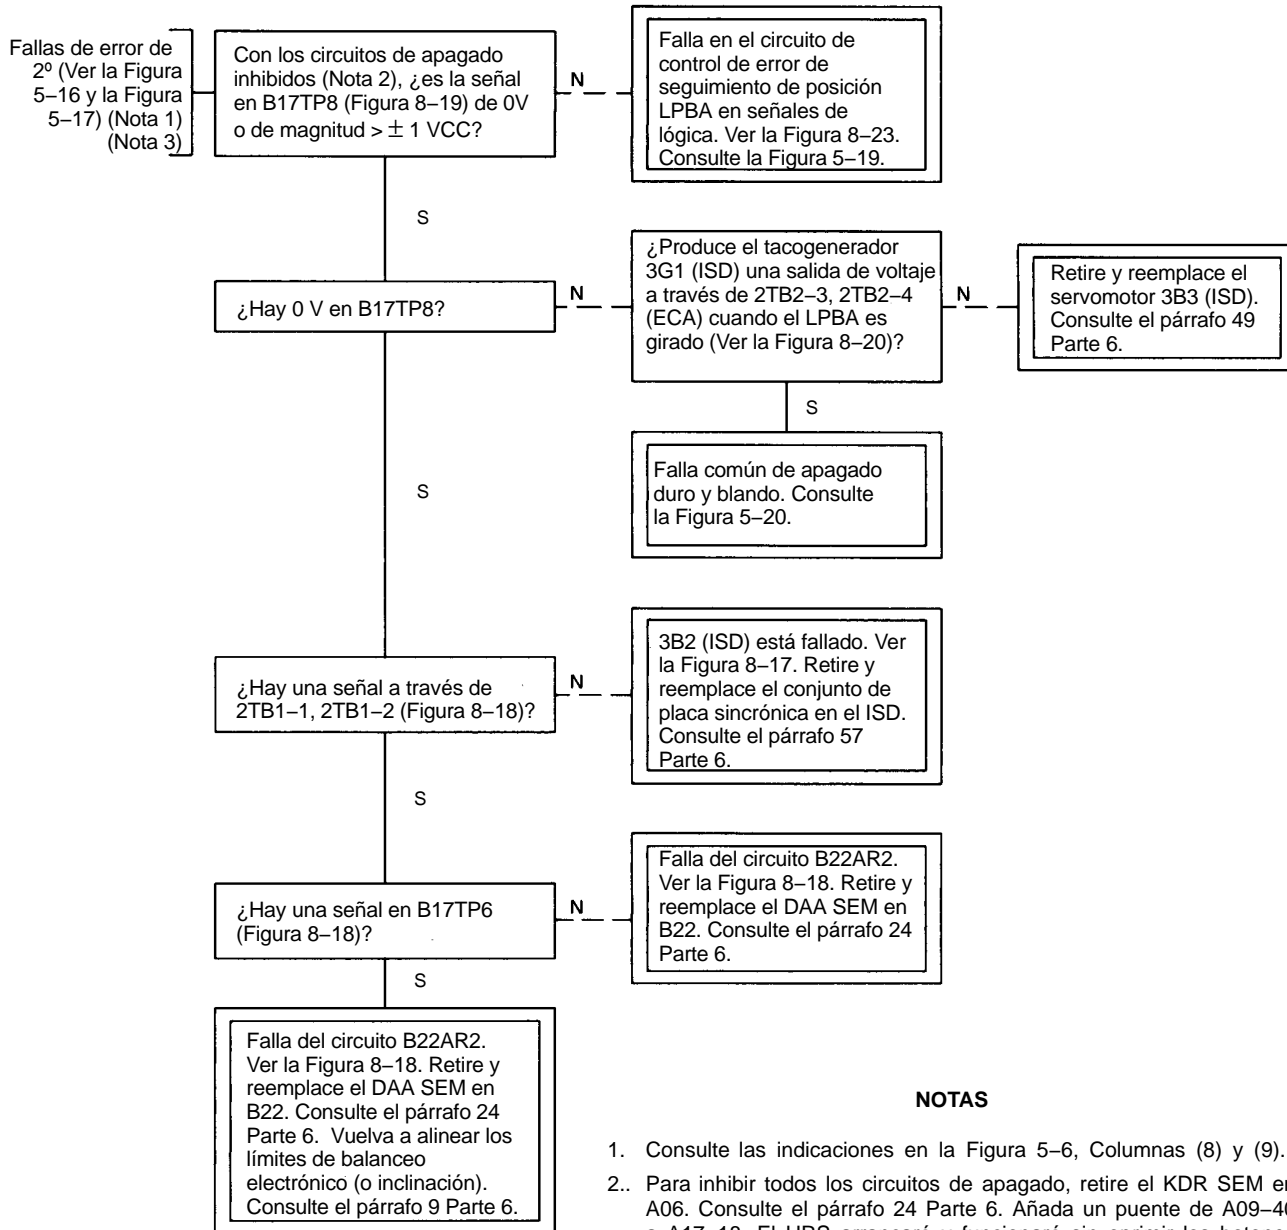 Fallas de error de
2º (Ver la Figura
5–16 y la Figura
5–17) (Nota 1)
(Nota 3)
Con los circuitos de apagado
inhibidos (Nota 2), ¿es la señal
en B17TP8 (Figura 8–19) de 0V
o de magnitud > ± 1 VCC?
N
Falla en el circuito de
control de error de
seguimiento de posición
LPBA en señales de
lógica. Ver la Figura 8–23.
Consulte la Figura 5–19.
S
¿Hay 0 V en B17TP8?
N
¿Produce el tacogenerador
3G1 (ISD) una salida de voltaje
a través de 2TB2–3, 2TB2–4
(ECA) cuando el LPBA es
girado (Ver la Figura 8–20)?
N
Retire y reemplace el
servomotor 3B3 (ISD).
Consulte el párrafo 49
Parte 6.
S
Falla común de apagado
duro y blando. Consulte
la Figura 5–20.
S
¿Hay una señal a través de
2TB1–1, 2TB1–2 (Figura 8–18)?
N
3B2 (ISD) está fallado. Ver
la Figura 8–17. Retire y
reemplace el conjunto de
placa sincrónica en el ISD.
Consulte el párrafo 57
Parte 6.
S
¿Hay una señal en B17TP6
(Figura 8–18)?
N
Falla del circuito B22AR2.
Ver la Figura 8–18. Retire y
reemplace el DAA SEM en
B22. Consulte el párrafo 24
Parte 6.
S
Falla del circuito B22AR2.
Ver la Figura 8–18. Retire y
reemplace el DAA SEM en
B22. Consulte el párrafo 24
Parte 6. Vuelva a alinear los
límites de balanceo
electrónico (o inclinación).
Consulte el párrafo 9 Parte 6.
NOTAS
1. Consulte las indicaciones en la Figura 5–6, Columnas (8) y (9).
2.. Para inhibir todos los circuitos de apagado, retire el KDR SEM en
A06. Consulte el párrafo 24 Parte 6. Añada un puente de